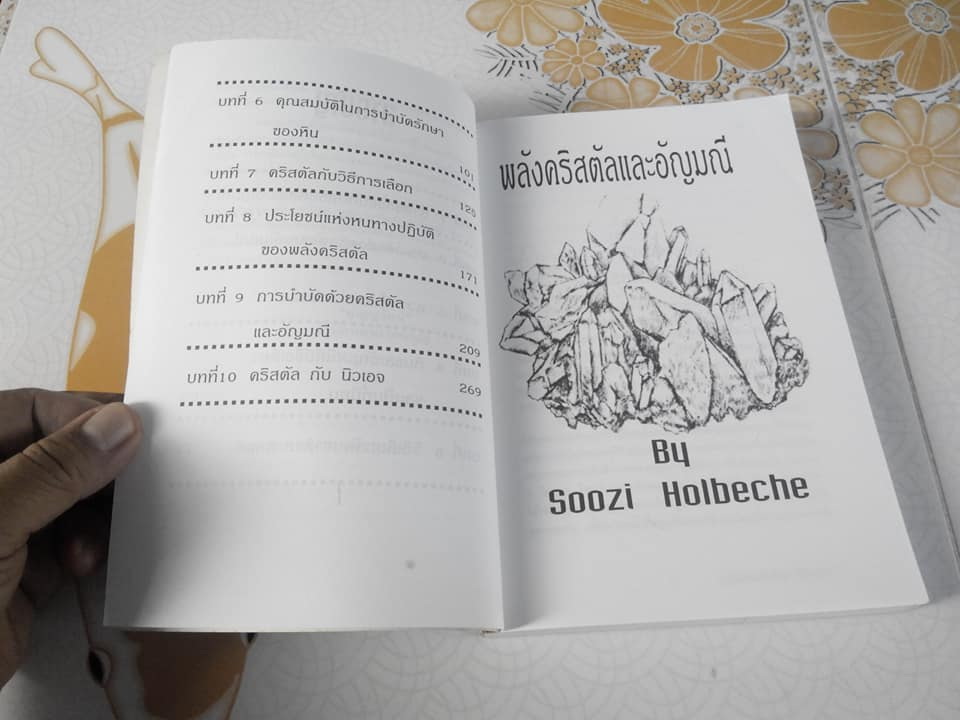 บทที่ 6 คุณสมบัติในการบำบัดรักษา
ของหิน 101
บทที่ 7 คริสตัลกับวิธีการเลือก 125
บทที่ 8 ประโยชน์แห่งหนทางปฏิบัติ
ของพลังคริสตัล 171
บทที่ 9 การบำบัดด้วยคริสตัล
และอัญมณี 209
บทที่10 คริสตัล กับ นิวเอจ 269
พลังคริสตัลและอัญมณี
By
Soozi Holbeche